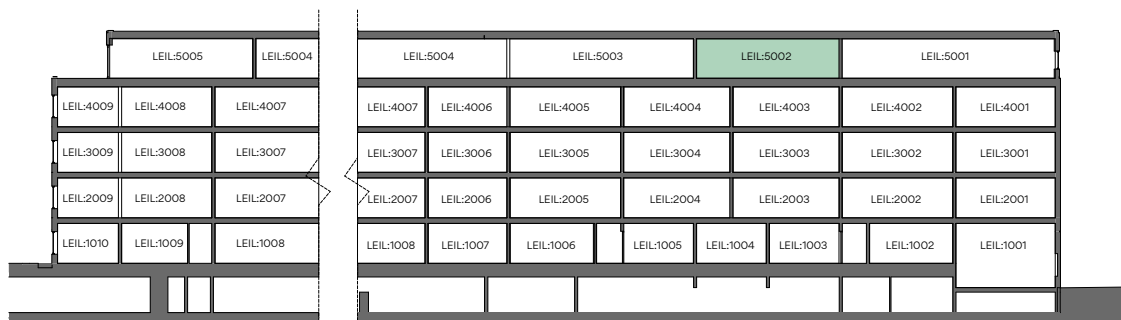 LEIL:5005 LEIL:5004 LEIL:5004 LEIL:5003 LEIL:5002 LEIL:5001
LEIL:4009 LEIL:4008 LEIL:4007 LEIL:4007 LEIL:4006 LEIL:4005 LEIL:4004 LEIL:4003 LEIL:4002 LEIL:4001
LEIL:3009 LEIL:3008 LEIL:3007 LEIL:3007 LEIL:3006 LEIL:3005 LEIL:3004 LEIL:3003 LEIL:3002 LEIL:3001
LEIL:2009 LEIL:2008 LEIL:2007 LEIL:2007 LEIL:2006 LEIL:2005 LEIL:2004 LEIL:2003 LEIL:2002 LEIL:2001
LEIL:1010 LEIL:1009 LEIL:1008 LEIL:1008 LEIL:1007 LEIL:1006 LEIL:1005 LEIL:1004 LEIL:1003 LEIL:1002 LEIL:1001